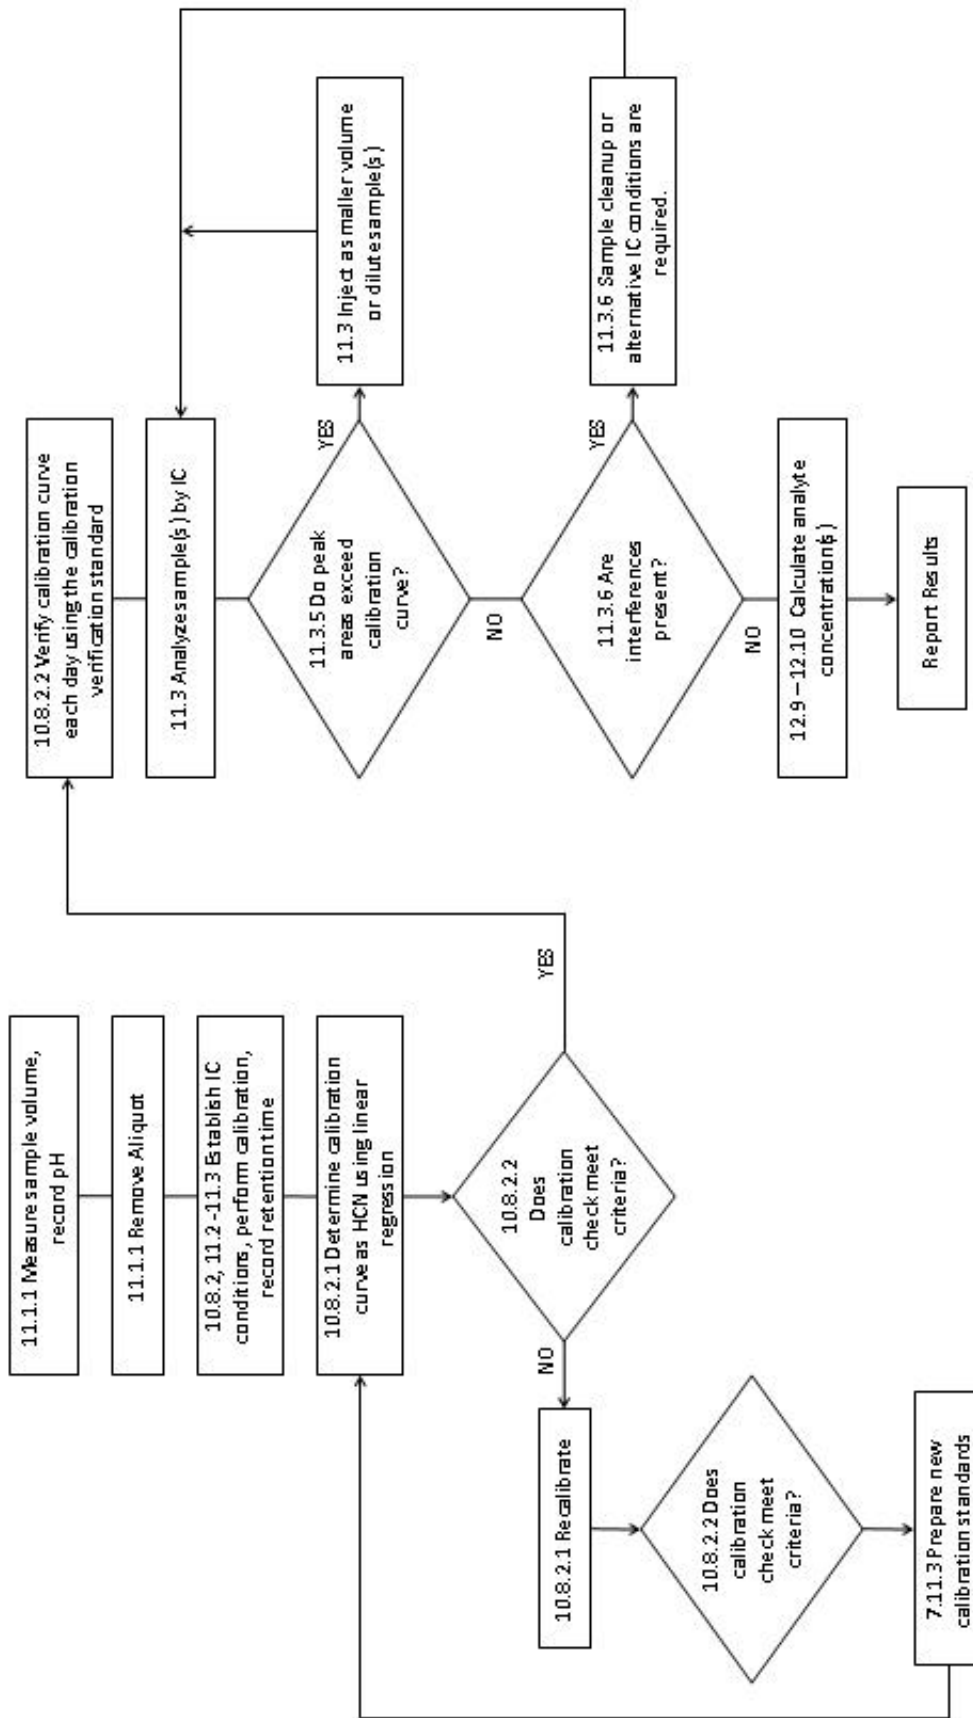 11.1.1 Measure sample volume,
record pH
11.1.1 Remove Aliquot
10.8.2, 11.2 -11.3 Establish IC
conditions, perform calibration,
record retention time
10.8.2.1 Determine calibration
curve as HCN using linear
regression
10.8.2.2
Does
calibration
check meet
criteria?
YES
NO
10.8.2.1 Recalibrate
10.8.2.2 Does
calibration
check meet
criteria?
7.11.3 Prepare new
calibration standards
10.8.2.2 Verify calibration curve
each day using the calibration
verification standard
11.3 Analyze sample(s) by IC
11.3.5 Do peak
areas exceed
calibration
curve?
YES
11.3 Inject as maller volume
or dilute sample(s)
NO
11.3.6 Are
interferences
present?
YES
11.3.6 Sample cleanup or
alternative IC conditions are
required.
NO
12.9 – 12.10 Calculate analyte
concentration(s)
Report Results